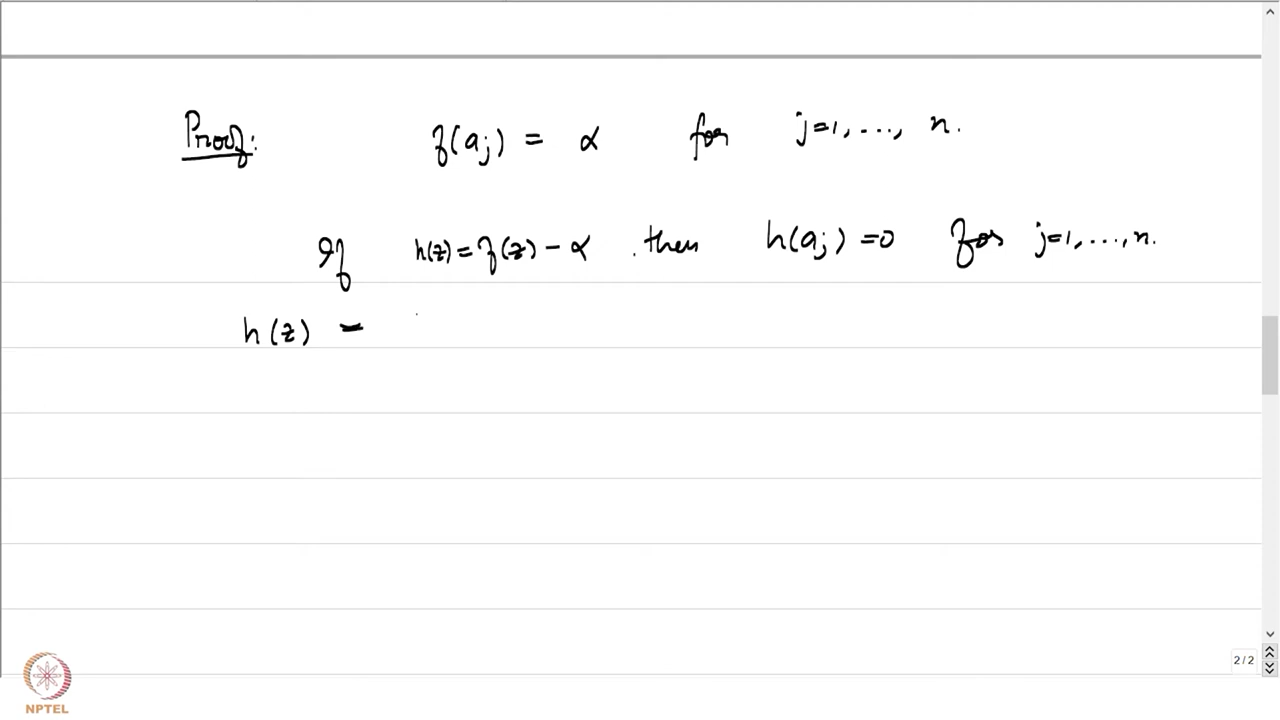 Proof: f(aj) = α for j=1, ..., n.
If h(z) = f(z) - α . then h(aj) = 0 for j=1, ..., n.
h(z) -
2/2
NPTEL